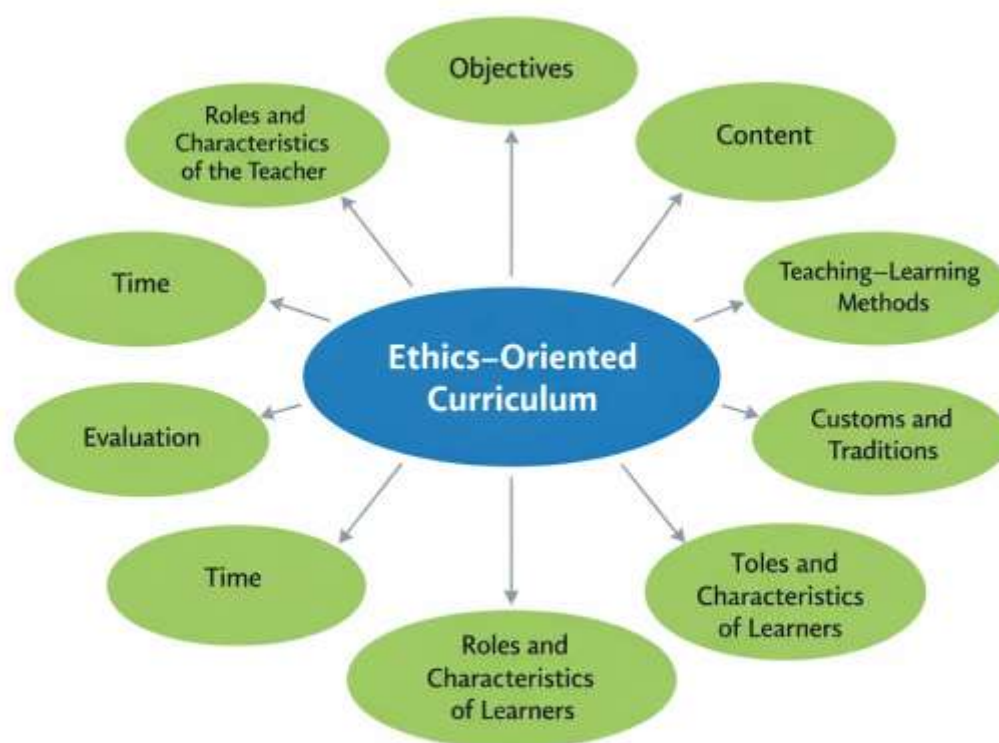 Objectives
Roles and
Characteristics
of the Teacher
Content
Time
Teaching–Learning
Methods
Ethics–Oriented
Curriculum
Evaluation
Customs and
Traditions
Time
Toles and
Characteristics
of Learners
Roles and
Characteristics
of Learners